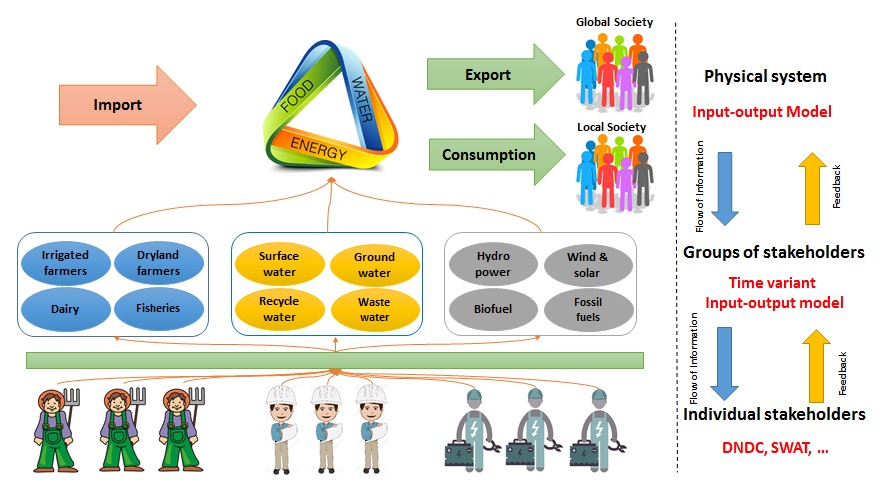 Import
FOOD
WATER
ENERGY
Export
Consumption
Global Society
Local Society
Irrigated
farmers
Dryland
farmers
Dairy
Fisheries
Surface
water
Ground
water
Recycle
water
Waste
water
Hydro
power
Wind &
solar
Biofuel
Fossil
fuels
Physical system
Input-output Model
Flow of Information
Feedback
Groups of stakeholders
Time variant
Input-output model
Flow of Information
Feedback
Individual stakeholders
DNDC, SWAT, ...